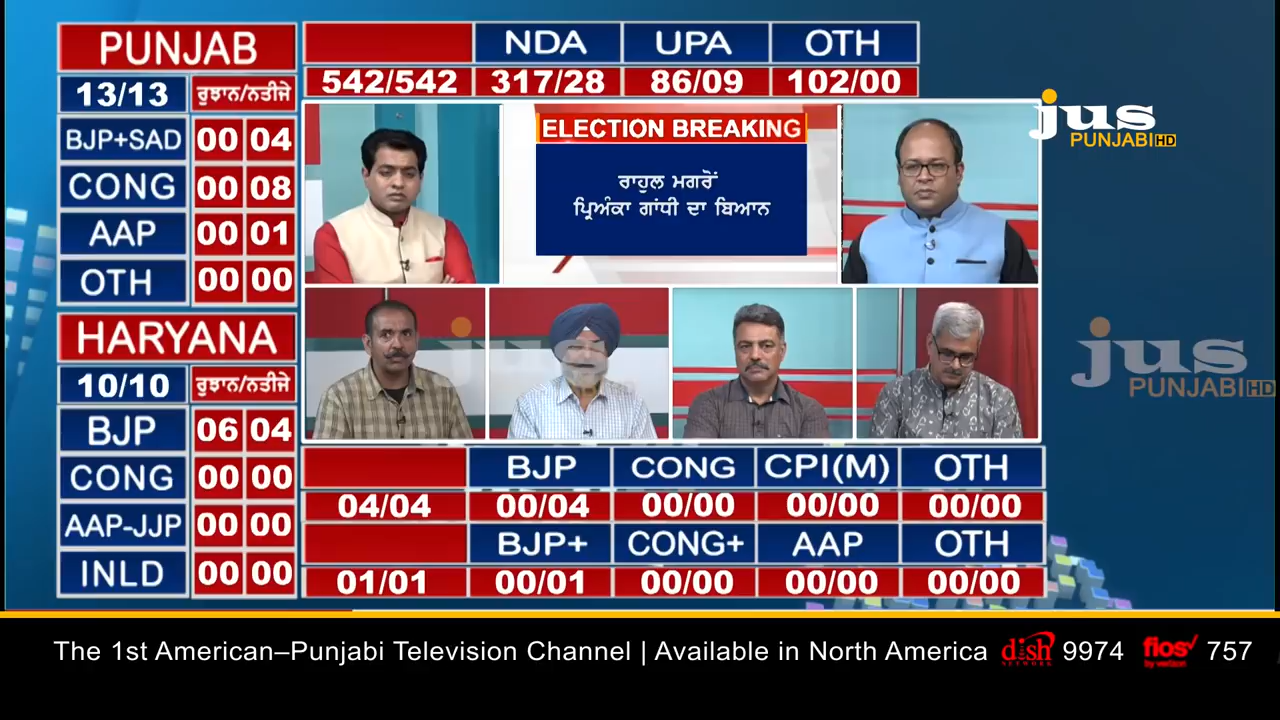 PUNJAB
13/13 ਰੁਝਾਨ/ਨਤੀਜੇ
BJP+SAD 00 04
CONG 00 08
AAP 00 01
OTH 00 00
HARYANA
10/10 ਰੁਝਾਨ/ਨਤੀਜੇ
BJP 06 04
CONG 00 00
AAP-JJP 00 00
INLD 00 00
NDA UPA OTH
542/542 317/28 86/09 102/00
ELECTION BREAKING
ਰਾਹੁਲ ਮਗਰੋਂ
ਪ੍ਰਿਅੰਕਾ ਗਾਂਧੀ ਦਾ ਬਿਆਨ
jus
PUNJABI HD
jus
jus
PUNJABI HD
BJP CONG CPI(M) OTH
04/04 00/04 00/00 00/00 00/00
BJP+ CONG+ AAP OTH
01/01 00/01 00/00 00/00 00/00
The 1st American–Punjabi Television Channel | Available in North America dish NETWORK 9974 fios by verizon 757